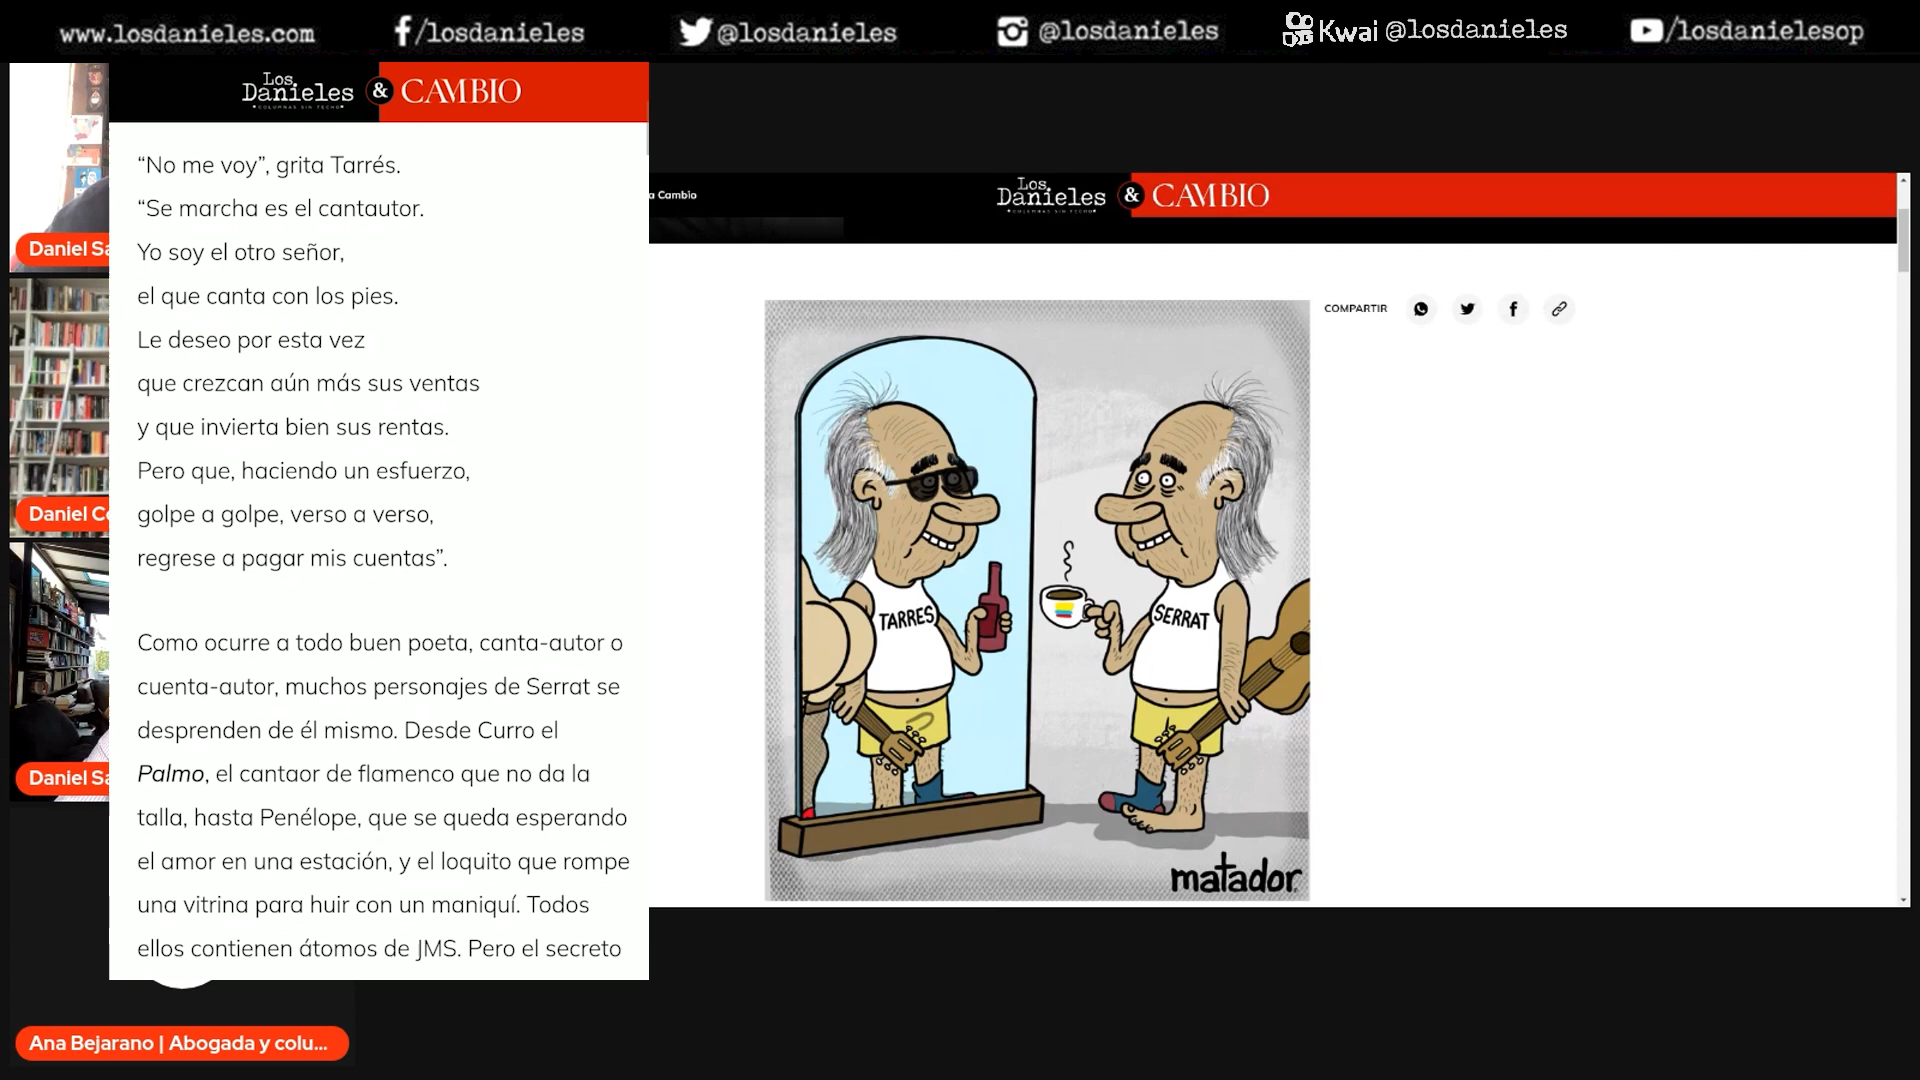 www.losdanieles.com
/losdanieles
@losdanieles
@losdanieles
Kwai @losdanieles
/losdanielesop
Los Danieles
& CAMBIO
“No me voy”, grita Tarrés.
“Se marcha es el cantautor.
Yo soy el otro señor,
el que canta con los pies.
Le deseo por esta vez
que crezcan aún más sus ventas
y que invierta bien sus rentas.
Pero que, haciendo un esfuerzo,
golpe a golpe, verso a verso,
regrese a pagar mis cuentas”.
Como ocurre a todo buen poeta, canta-autor o
cuenta-autor, muchos personajes de Serrat se
desprenden de él mismo. Desde Curro el
Palmo, el cantaor de flamenco que no da la
talla, hasta Penélope, que se queda esperando
el amor en una estación, y el loquito que rompe
una vitrina para huir con un maniquí. Todos
ellos contienen átomos de JMS. Pero el secreto
Daniel Sa
Daniel Co
Daniel Sa
Ana Bejarano | Abogada y colu...
a Cambio
Los Danieles
COLUMNAS SIN TECHO
& CAMBIO
COMPARTIR
TARRES
SERRAT
matador